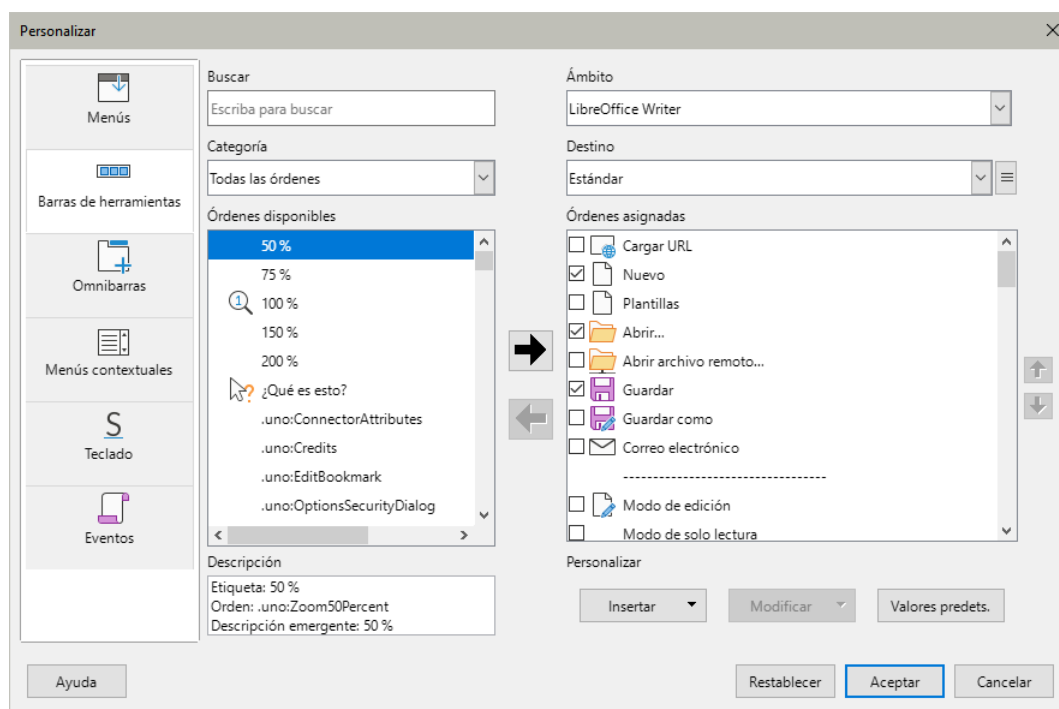 Personalizar
Menús
Barras de herramientas
Omnibarras
Menús contextuales
S
Teclado
Eventos
Buscar
Escriba para buscar
Categoría
Todas las órdenes
Órdenes disponibles
50 %
75 %
1 100 %
150 %
200 %
? ¿Qué es esto?
.uno:ConnectorAttributes
.uno:Credits
.uno:EditBookmark
.uno:OptionsSecurityDialog
Descripción
Etiqueta: 50 %
Orden: .uno:Zoom50Percent
Descripción emergente: 50 %
Ámbito
LibreOffice Writer
Destino
Estándar
Órdenes asignadas
Cargar URL
Nuevo
Plantillas
Abrir...
Abrir archivo remoto...
Guardar
Guardar como
Correo electrónico
----------------------------------
Modo de edición
Modo de solo lectura
Personalizar
Insertar
Modificar
Valores predets.
Ayuda
Restablecer
Aceptar
Cancelar